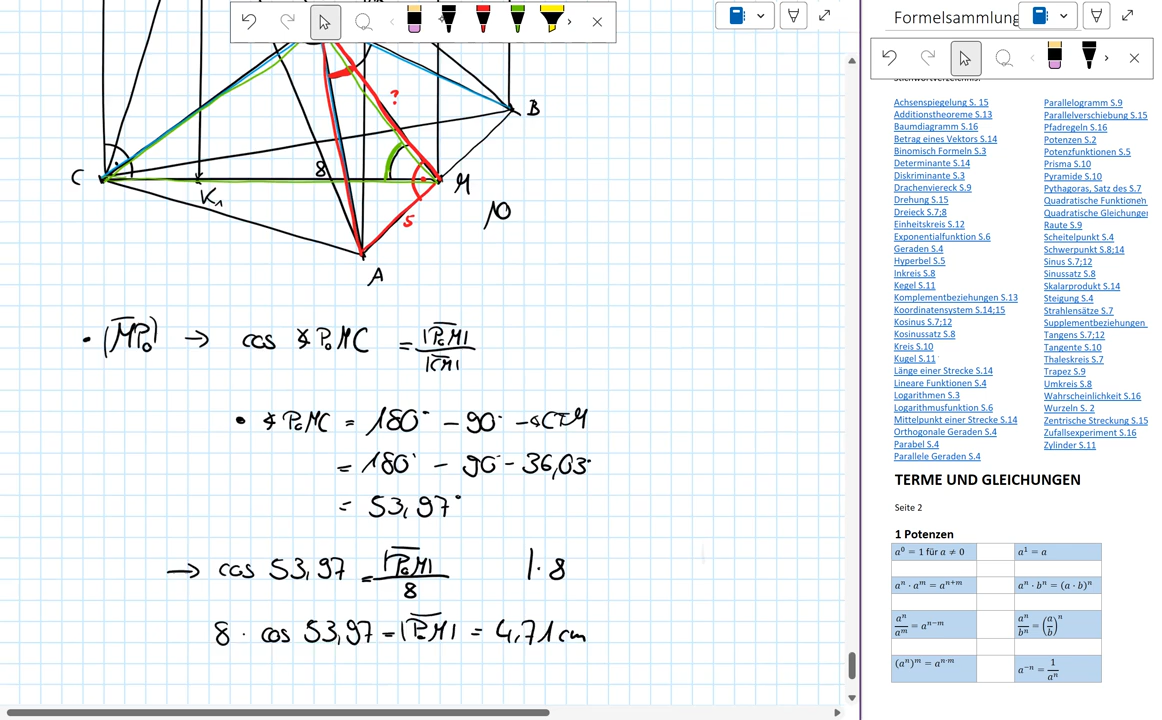 Formelsammlung
?
B
C
8
M
K₁
10
5
A
• |MP₀| → cos ∢ P₀MC = |P₀M| / |CM|
• ∢ P₀MC = 180° - 90° - ∢CTM
= 180° - 90° - 36,03°
= 53,97°
→ cos 53,97 = |P₀M| / 8 | · 8
8 · cos 53,97 = |P₀M| = 4,71 cm
Achsenspiegelung S. 15
Additionstheoreme S.13
Baumdiagramm S.16
Betrag eines Vektors S.14
Binomisch Formeln S.3
Determinante S.14
Diskriminante S.3
Drachenviereck S.9
Drehung S.15
Dreieck S.7;8
Einheitskreis S.12
Exponentialfunktion S.6
Geraden S.4
Hyperbel S.5
Inkreis S.8
Kegel S.11
Komplementbeziehungen S.13
Koordinatensystem S.14;15
Kosinus S.7;12
Kosinussatz S.8
Kreis S.10
Kugel S.11
Länge einer Strecke S.14
Lineare Funktionen S.4
Logarithmen S.3
Logarithmusfunktion S.6
Mittelpunkt einer Strecke S.14
Orthogonale Geraden S.4
Parabel S.4
Parallele Geraden S.4
Parallelogramm S.9
Parallelverschiebung S.15
Pfadregeln S.16
Potenzen S.2
Potenzfunktionen S.5
Prisma S.10
Pyramide S.10
Pythagoras, Satz des S.7
Quadratische Funktionen
Quadratische Gleichungen
Raute S.9
Scheitelpunkt S.4
Schwerpunkt S.8;14
Sinus S.7;12
Sinussatz S.8
Skalarprodukt S.14
Steigung S.4
Strahlensätze S.7
Supplementbeziehungen
Tangens S.7;12
Tangente S.10
Thaleskreis S.7
Trapez S.9
Umkreis S.8
Wahrscheinlichkeit S.16
Wurzeln S. 2
Zentrische Streckung S.15
Zufallsexperiment S.16
Zylinder S.11
TERME UND GLEICHUNGEN
Seite 2
1 Potenzen
a⁰ = 1 für a ≠ 0 a¹ = a
aⁿ · aᵐ = aⁿ⁺ᵐ aⁿ · bⁿ = (a · b)ⁿ
aⁿ / aᵐ = aⁿ⁻ᵐ aⁿ / bⁿ = (a / b)ⁿ
(aⁿ)ᵐ = aⁿ·ᵐ a⁻ⁿ = 1 / aⁿ